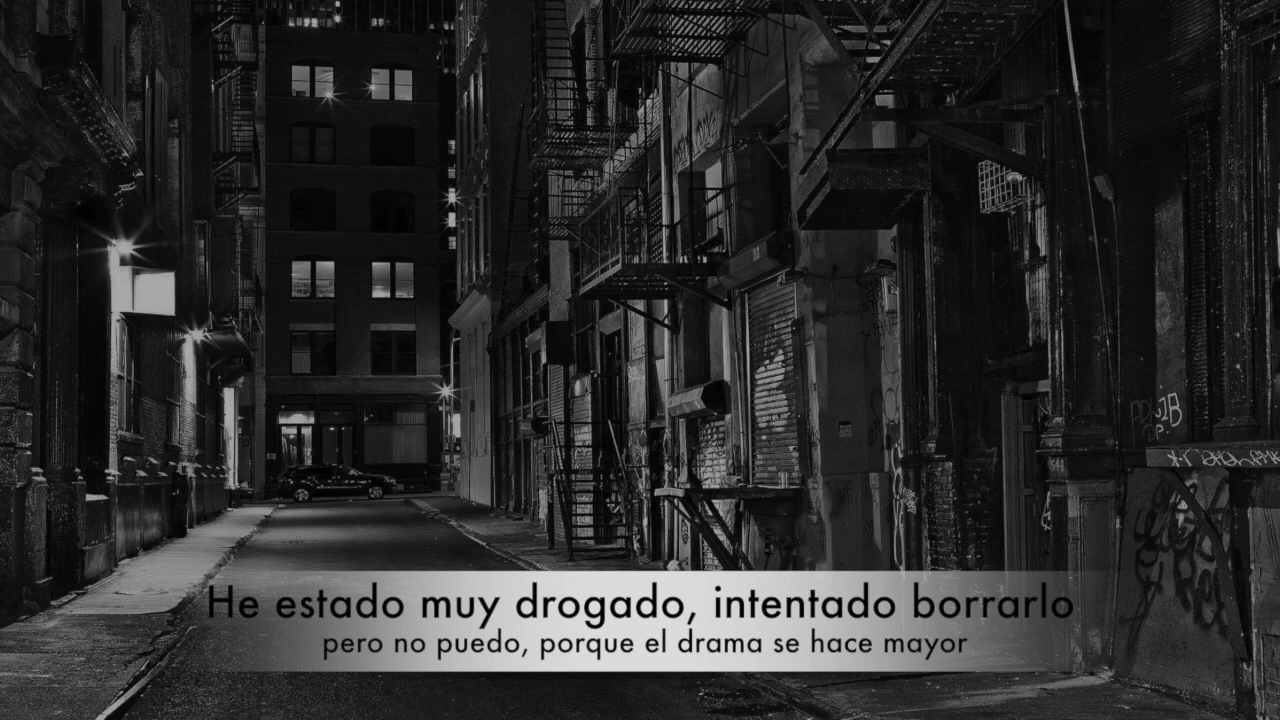 He estado muy drogado, intentado borrarlo
pero no puedo, porque el drama se hace mayor